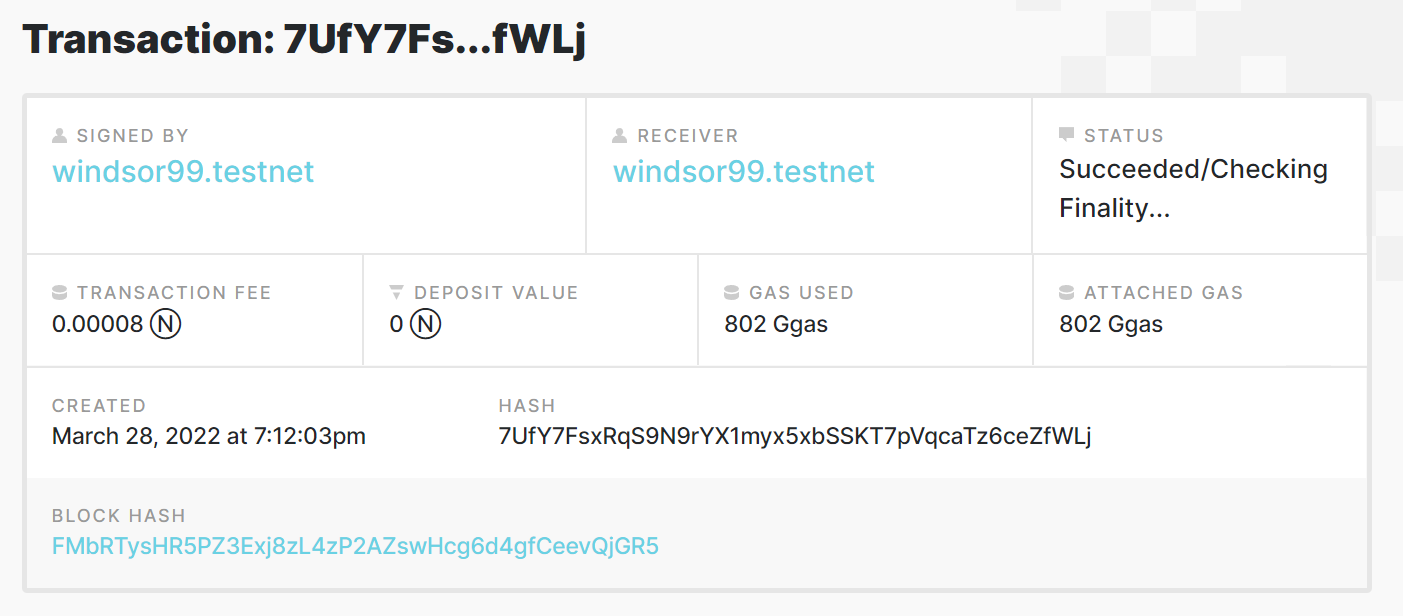 Transaction: 7UfY7Fs...fWLj
SIGNED BY
windsor99.testnet
RECEIVER
windsor99.testnet
STATUS
Succeeded/Checking
Finality...
TRANSACTION FEE
0.00008 Ⓝ
DEPOSIT VALUE
0 Ⓝ
GAS USED
802 Ggas
ATTACHED GAS
802 Ggas
CREATED
March 28, 2022 at 7:12:03pm
HASH
7UfY7FsxRqS9N9rYX1myx5xbSSKT7pVqcaTz6ceZfWLj
BLOCK HASH
FMbRTysHR5PZ3Exj8zL4zP2AZswHcg6d4gfCeevQjGR5